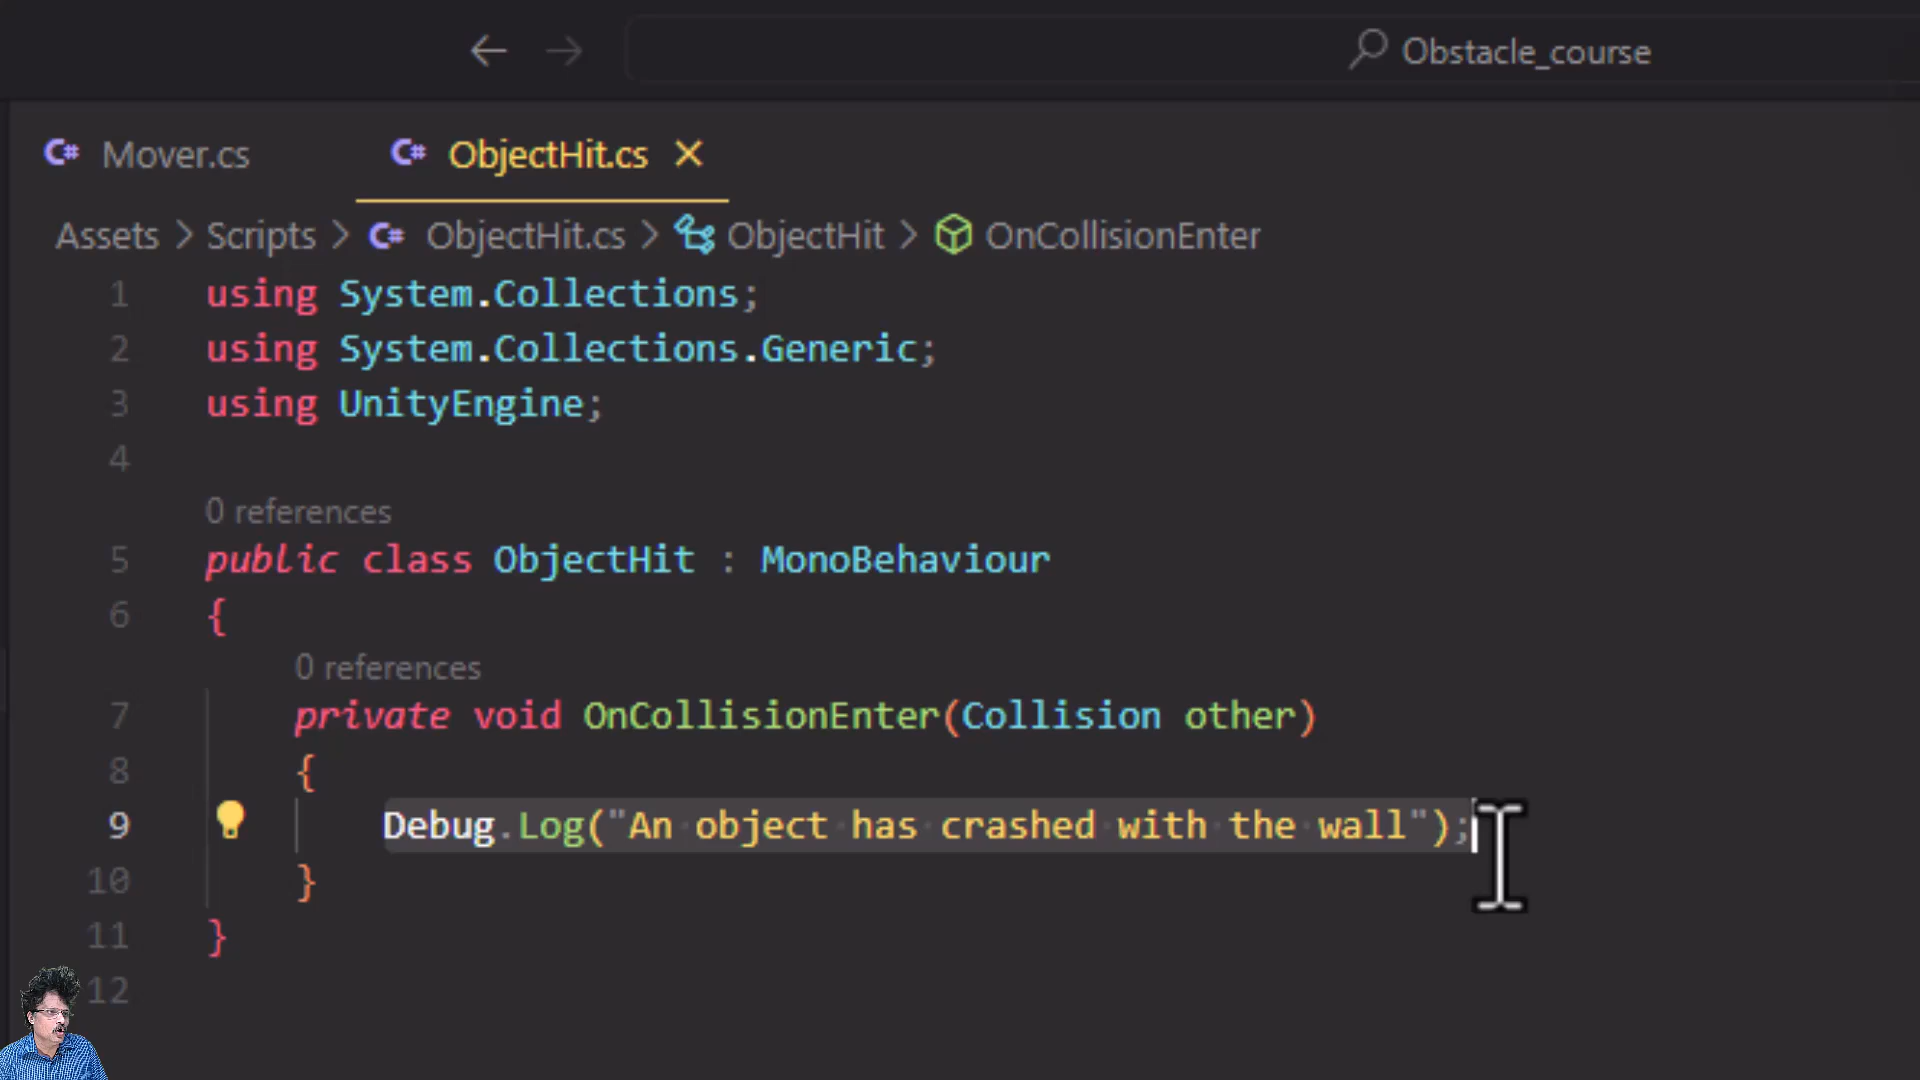 Obstacle_course
C# Mover.cs
C# ObjectHit.cs
Assets > Scripts > C# ObjectHit.cs > ObjectHit > OnCollisionEnter
1 using System.Collections;
2 using System.Collections.Generic;
3 using UnityEngine;
4
0 references
5 public class ObjectHit : MonoBehaviour
6 {
0 references
7 private void OnCollisionEnter(Collision other)
8 {
9 Debug.Log("An object has crashed with the wall");
10 }
11 }
12